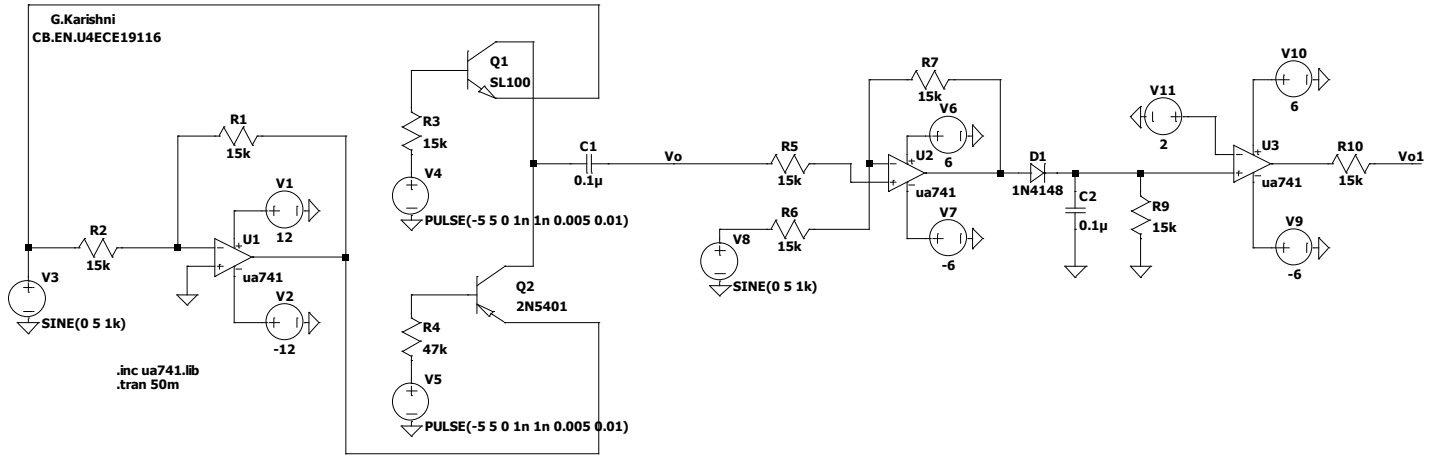 G.Karishni
CB.EN.U4ECE19116
R1
15k
R2
15k
V3
SINE(0 5 1k)
V1
12
U1
ua741
V2
-12
.inc ua741.lib
.tran 50m
Q1
SL100
R3
15k
V4
PULSE(-5 5 0 1n 1n 0.005 0.01)
C1
0.1µ
Vo
Q2
2N5401
R4
47k
V5
PULSE(-5 5 0 1n 1n 0.005 0.01)
R7
15k
R5
15k
R6
15k
V8
SINE(0 5 1k)
V6
6
U2
ua741
V7
-6
D1
1N4148
C2
0.1µ
R9
15k
V11
2
V10
6
U3
ua741
V9
-6
R10
15k
Vo1